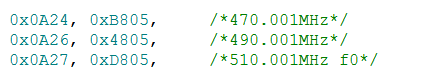 0x0A24, 0xB805, /*470.001MHz*/
0x0A26, 0x4805, /*490.001MHz*/
0x0A27, 0xD805, /*510.001MHz f0*/